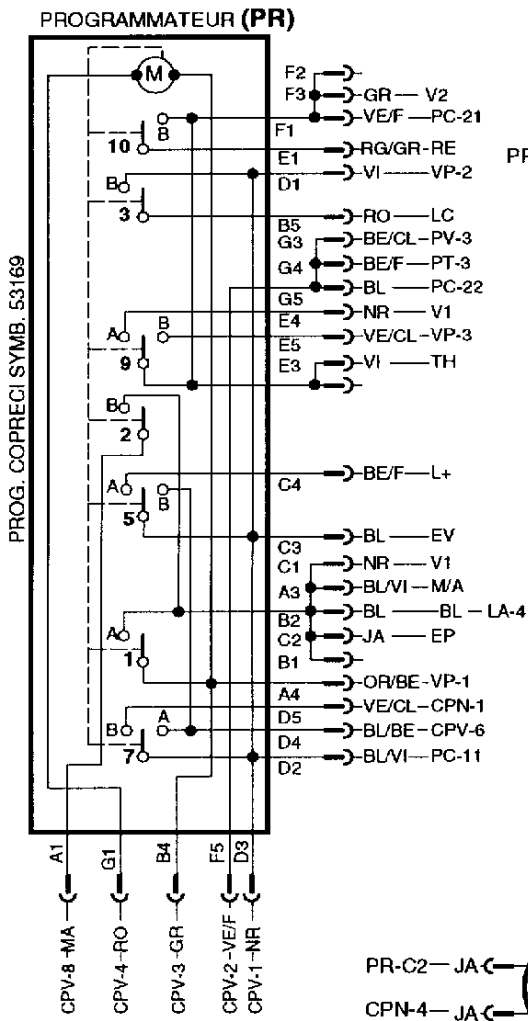 PROGRAMMATEUR (PR)
PROG. COPRECI SYMB. 53169
M
F2
F3 GR V2
B VE/F PC-21
F1
10 RG/GR-RE
PR
E1
B VI VP-2
D1
3 RO LC
B5
G3 BE/CL-PV-3
G4 BE/F PT-3
BL PC-22
G5
A B NR V1
E4
VE/CL-VP-3
E5
9 E3 VI TH
B
2
A B C4 BE/F L+
5
BL EV
C3
C1 NR V1
A3 BL/VI M/A
B2 BL BL LA-4
A C2 JA EP
1 B1
OR/BE-VP-1
A4
VE/CL-CPN-1
B A D5 BL/BE CPV-6
7 D4 BL/VI PC-11
D2
A1 G1 B4 F5 D3
CPV-8 -MA
CPV-4 -RO
CPV-3 -GR
CPV-2 -VE/F
CPV-1 -NR
PR-C2 JA
CPN-4 JA